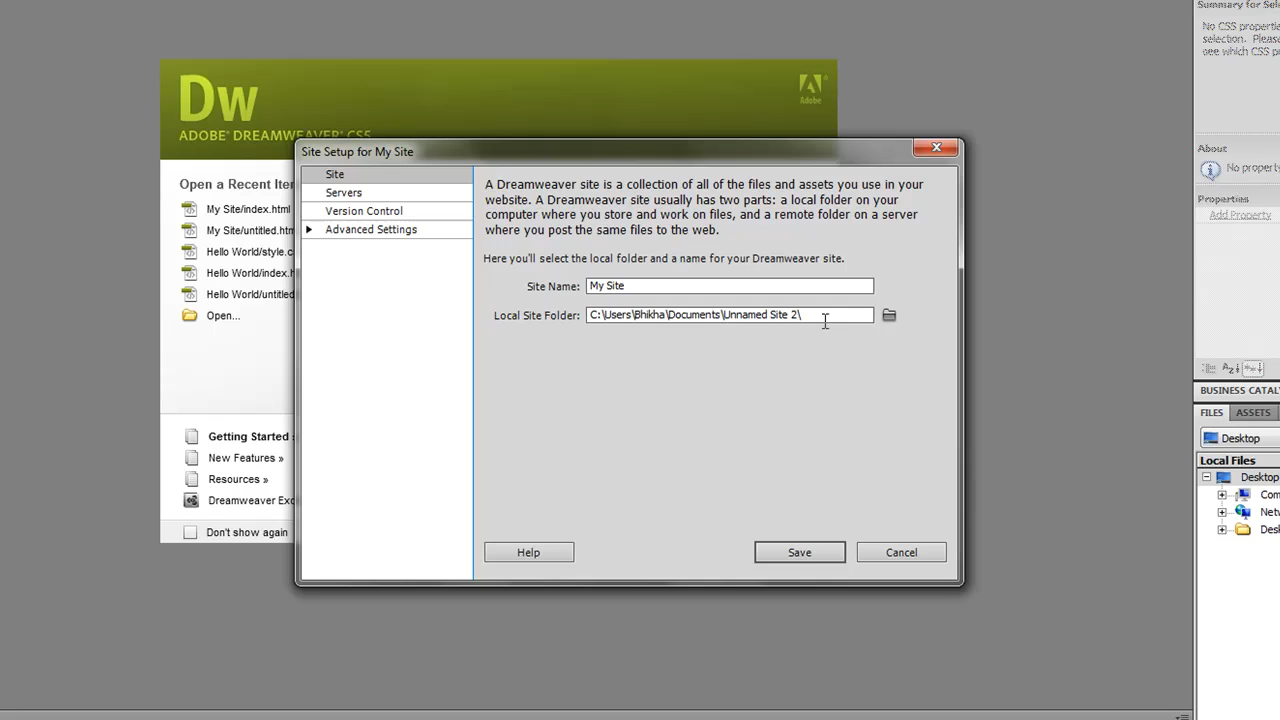 Summary for Sele
No CSS properti
selection. Pleas
see which CSS p
Dw
Adobe
ADOBE® DREAMWEAVER® CS5
Site Setup for My Site
About
No property
Properties
Add Property
Open a Recent Iten
My Site/index.html
My Site/untitled.htm
Hello World/style.c
Hello World/index.h
Hello World/untitled
Open...
Site
Servers
Version Control
Advanced Settings
A Dreamweaver site is a collection of all of the files and assets you use in your
website. A Dreamweaver site usually has two parts: a local folder on your
computer where you store and work on files, and a remote folder on a server
where you post the same files to the web.
Here you'll select the local folder and a name for your Dreamweaver site.
Site Name: My Site
Local Site Folder: C:\Users\Bhikha\Documents\Unnamed Site 2\
BUSINESS CATAL
FILES ASSETS
Desktop
Local Files
Desktop
Com
Netw
Desk
Getting Started »
New Features »
Resources »
Dreamweaver Exc
Don't show again
Help Save Cancel